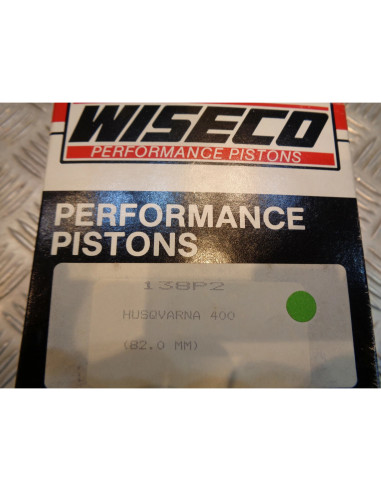 WISECO
PERFORMANCE PISTONS
PERFORMANCE
PISTONS
138P2
HUSQVARNA 400
(82.0 MM)